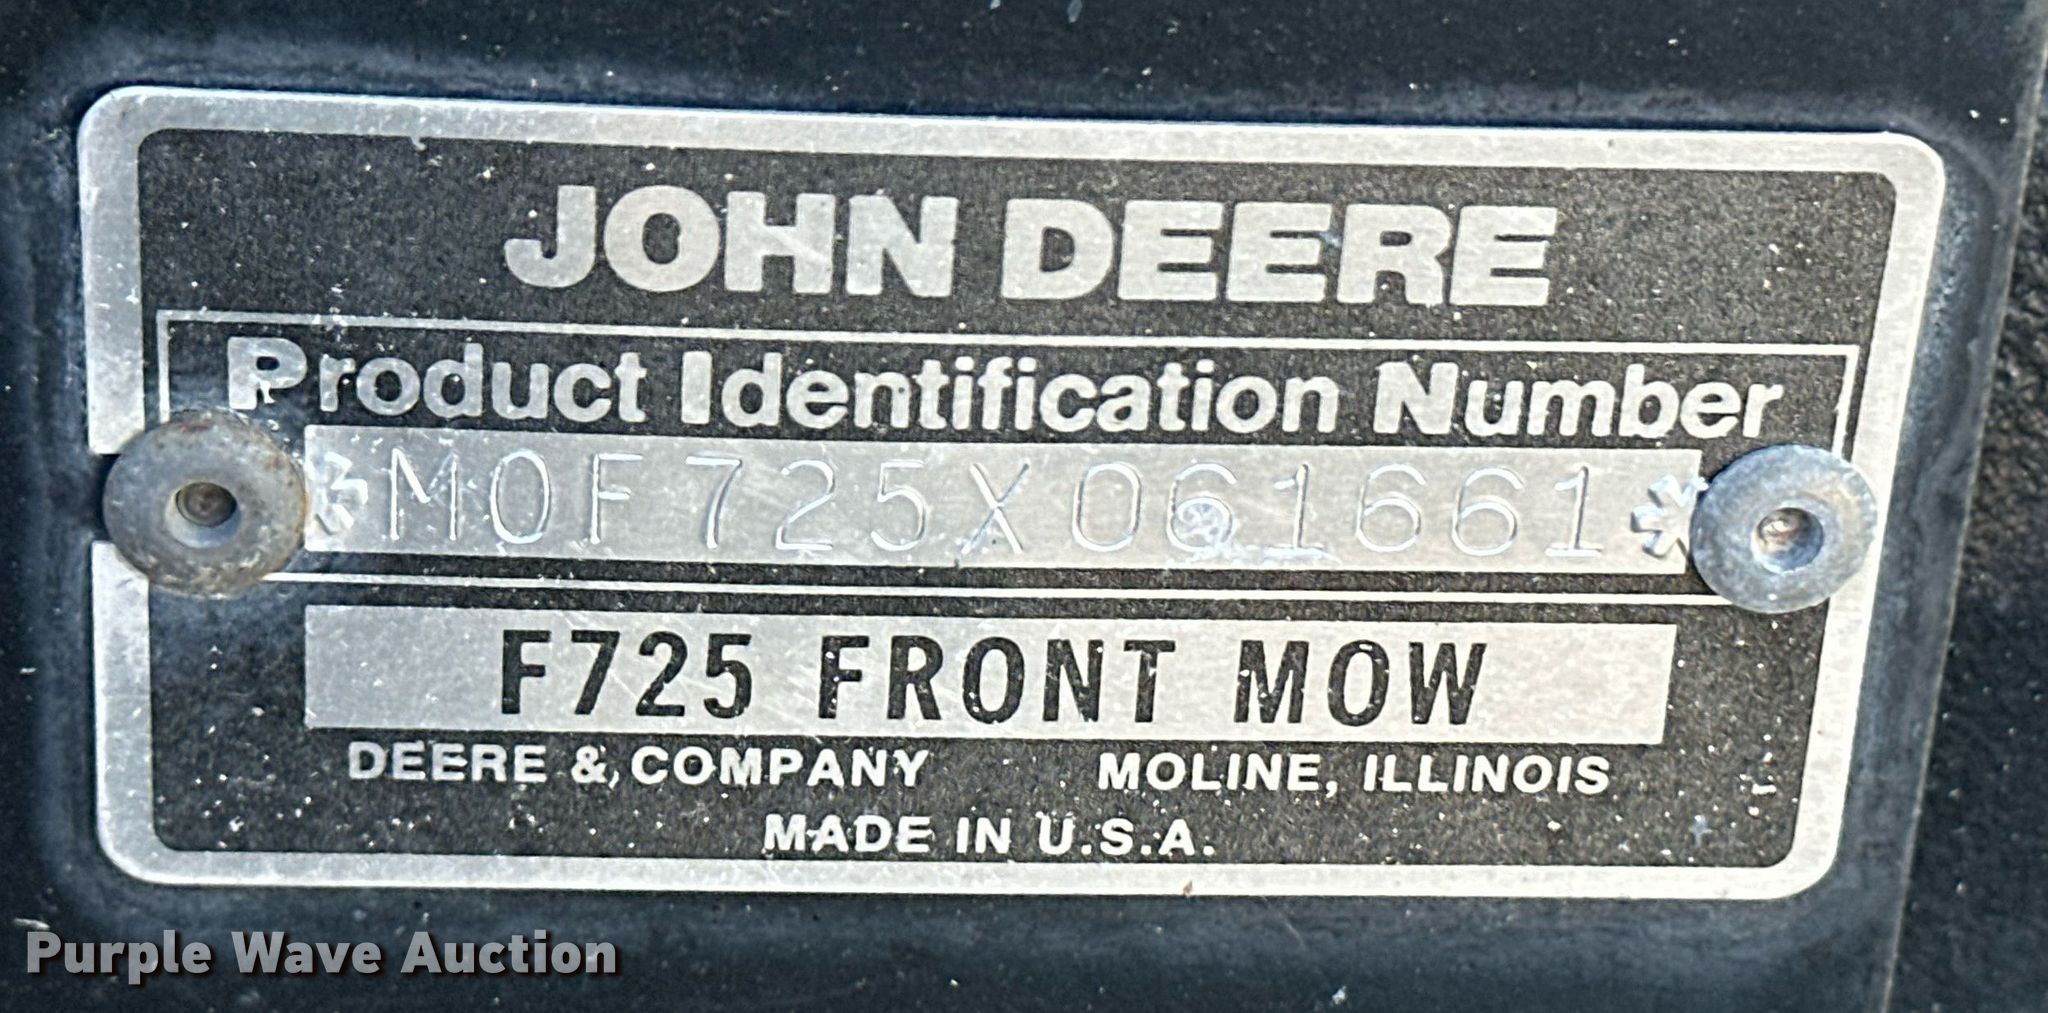 JOHN DEERE
Product Identification Number
*M0F725X061661*
F725 FRONT MOW
DEERE & COMPANY MOLINE, ILLINOIS
MADE IN U.S.A.
Purple Wave Auction